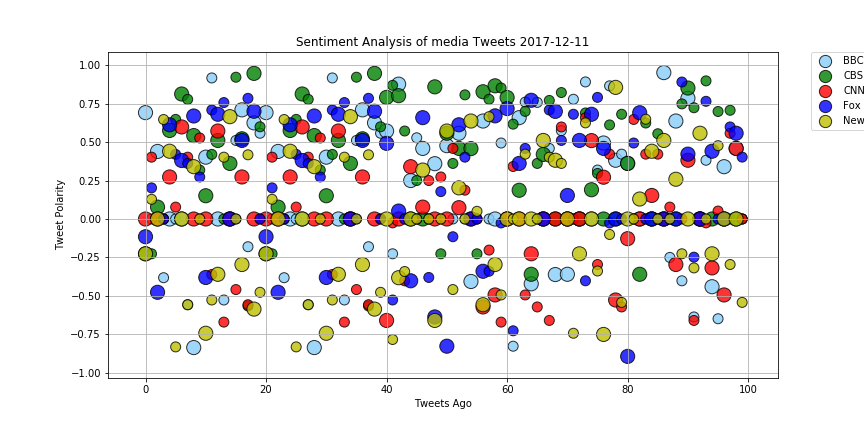 Sentiment Analysis of media Tweets 2017-12-11
BBC
CBS
CNN
Fox
New
Tweet Polarity
1.00
0.75
0.50
0.25
0.00
−0.25
−0.50
−0.75
−1.00
0 20 40 60 80 100
Tweets Ago